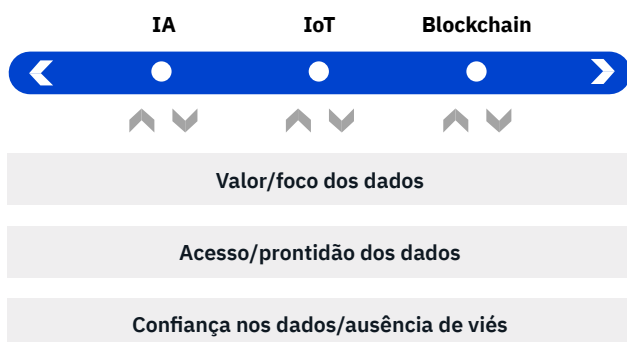 IA IoT Blockchain
Valor/foco dos dados
Acesso/prontidão dos dados
Confiança nos dados/ausência de viés